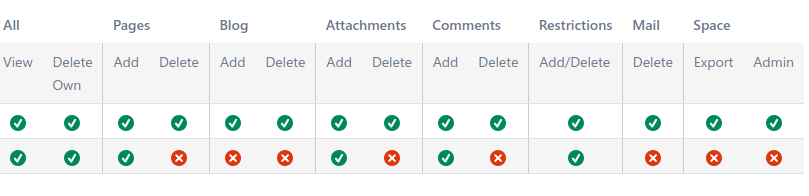 All Pages Blog Attachments Comments Restrictions Mail Space
View Delete Own Add Delete Add Delete Add Delete Add Delete Add/Delete Delete Export Admin